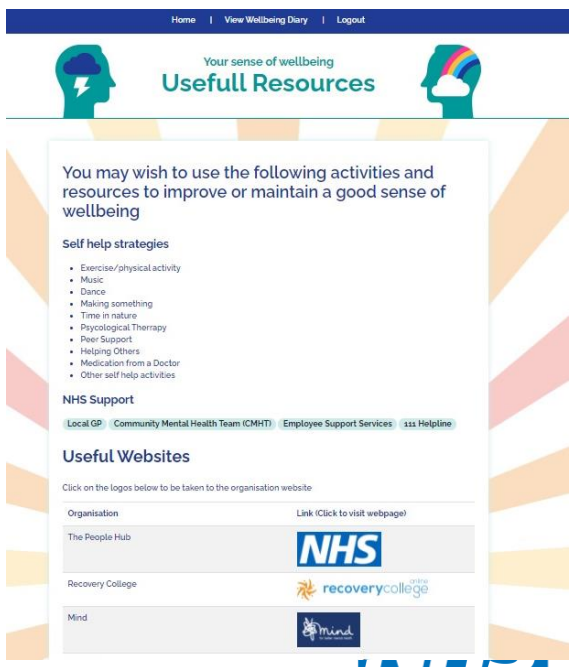 Home | View Wellbeing Diary | Logout
Your sense of wellbeing
Usefull Resources
You may wish to use the following activities and
resources to improve or maintain a good sense of
wellbeing
Self help strategies
• Exercise/physical activity
• Music
• Dance
• Making something
• Time in nature
• Psycological Therrapy
• Peer Support
• Helping Others
• Medication from a Doctor
• Other self help activities
NHS Support
Local GP Community Mental Health Team (CMHT) Employee Support Services 111 Helpline
Useful Websites
Click on the logos below to be taken to the organisation website
Organisation Link (Click to visit webpage)
The People Hub NHS
Recovery College recoverycollege online
Mind mind